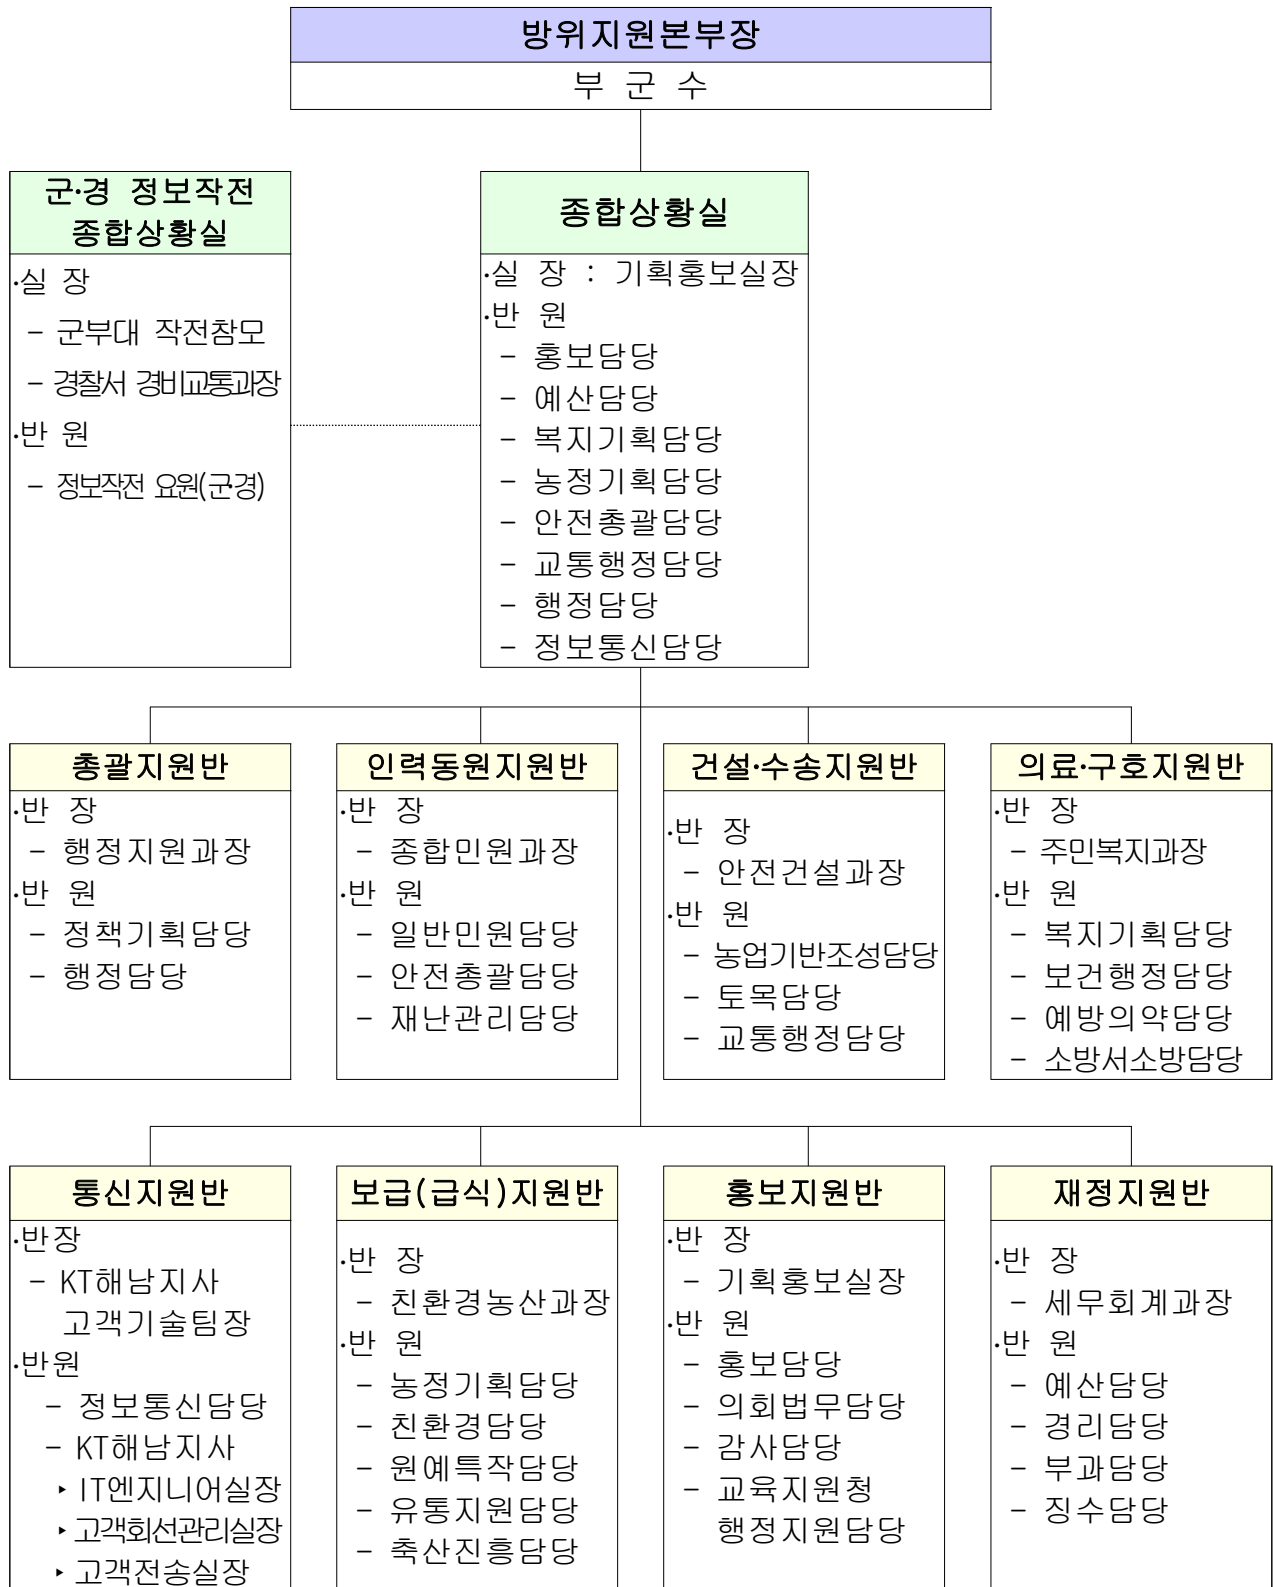 방위지원본부장
부 군 수
군·경 정보작전
종합상황실
·실 장
- 군부대 작전참모
- 경찰서 경비교통과장
·반 원
- 정보작전 요원(군·경)
종합상황실
·실 장 : 기획홍보실장
·반 원
- 홍보담당
- 예산담당
- 복지기획담당
- 농정기획담당
- 안전총괄담당
- 교통행정담당
- 행정담당
- 정보통신담당
총괄지원반
·반 장
- 행정지원과장
·반 원
- 정책기획담당
- 행정담당
인력동원지원반
·반 장
- 종합민원과장
·반 원
- 일반민원담당
- 안전총괄담당
- 재난관리담당
건설·수송지원반
·반 장
- 안전건설과장
·반 원
- 농업기반조성담당
- 토목담당
- 교통행정담당
의료·구호지원반
·반 장
- 주민복지과장
·반 원
- 복지기획담당
- 보건행정담당
- 예방의약담당
- 소방서소방담당
통신지원반
·반장
- KT해남지사
고객기술팀장
·반원
- 정보통신담당
- KT해남지사
‣ IT엔지니어실장
‣ 고객회선관리실장
‣ 고객전송실장
보급(급식)지원반
·반 장
- 친환경농산과장
·반 원
- 농정기획담당
- 친환경담당
- 원예특작담당
- 유통지원담당
- 축산진흥담당
홍보지원반
·반 장
- 기획홍보실장
·반 원
- 홍보담당
- 의회법무담당
- 감사담당
- 교육지원청
행정지원담당
재정지원반
·반 장
- 세무회계과장
·반 원
- 예산담당
- 경리담당
- 부과담당
- 징수담당